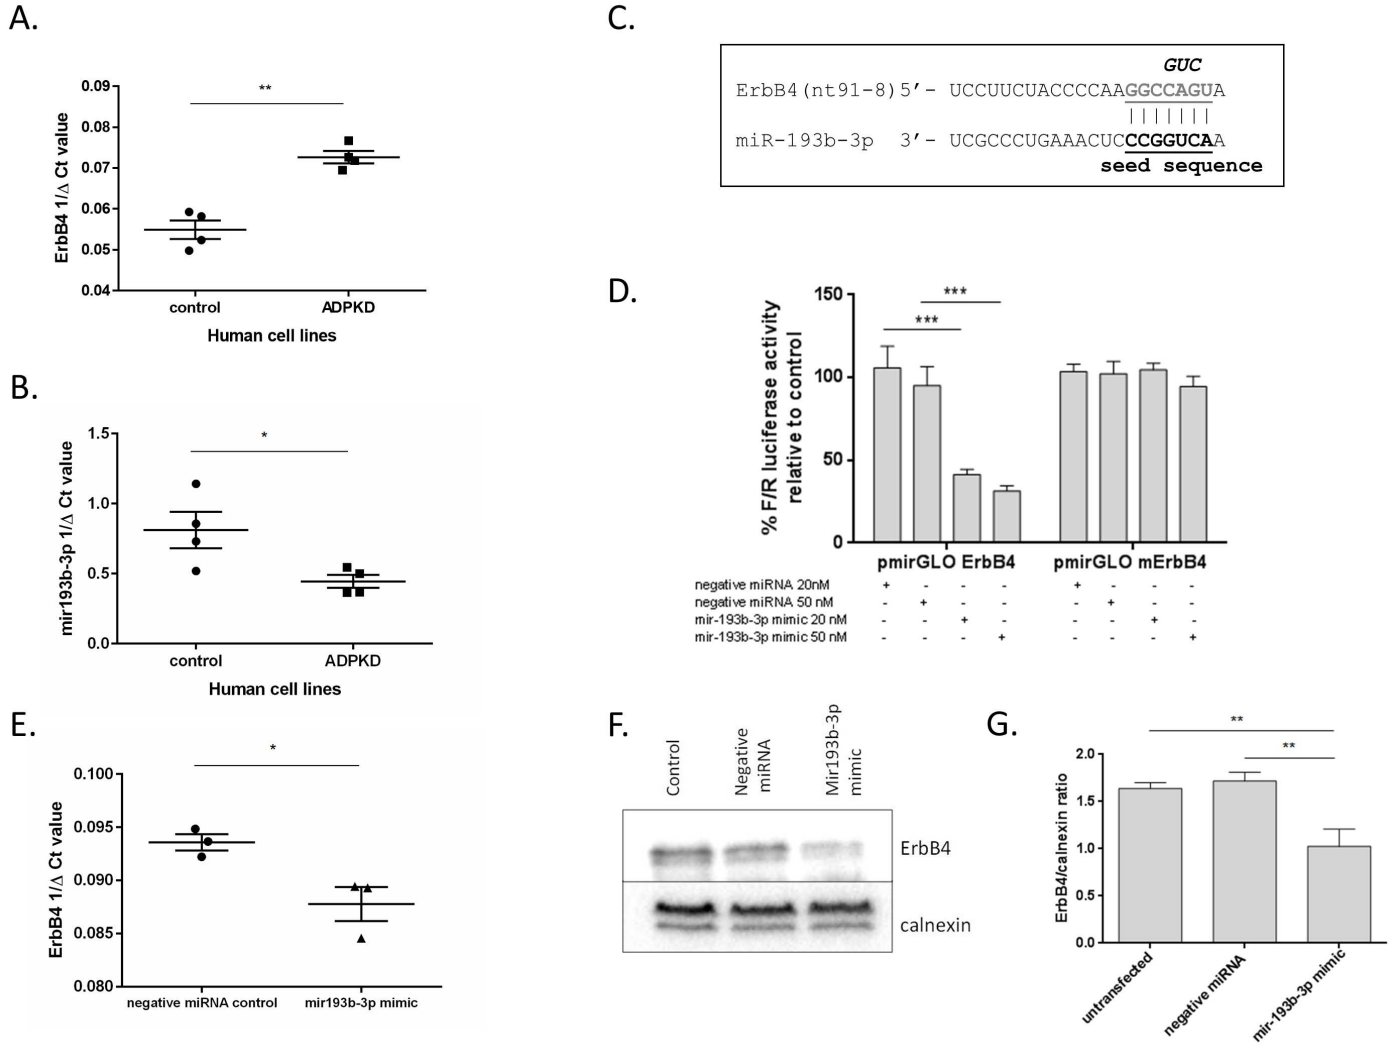 A.
0.09
0.08
0.07
0.06
0.05
0.04
ErbB4 1/Δ Ct value
**
control
ADPKD
Human cell lines
B.
1.5
1.0
0.5
0.0
mir193b-3p 1/Δ Ct value
*
control
ADPKD
Human cell lines
C.
GUC
ErbB4(nt91-8) 5’- UCCUUCUACCCCAAGGCCAGUA
miR-193b-3p 3’- UCGCCCUGAAACUCCCGGUCAA
seed sequence
D.
150
100
50
0
% F/R luciferase activity
relative to control
***
***
pmirGLO ErbB4
pmirGLO mErbB4
negative miRNA 20nM + - - - + - - -
negative miRNA 50 nM - + - - - + - -
mir-193b-3p mimic 20 nM - - + - - - + -
mir-193b-3p mimic 50 nM - - - + - - - +
E.
0.100
0.095
0.090
0.085
0.080
ErbB4 1/Δ Ct value
*
negative miRNA control
mir193b-3p mimic
F.
Control
Negative
miRNA
Mir193b-3p
mimic
ErbB4
calnexin
G.
2.0
1.5
1.0
0.5
0.0
ErbB4/calnexin ratio
**
**
untransfected
negative miRNA
mir-193b-3p mimic